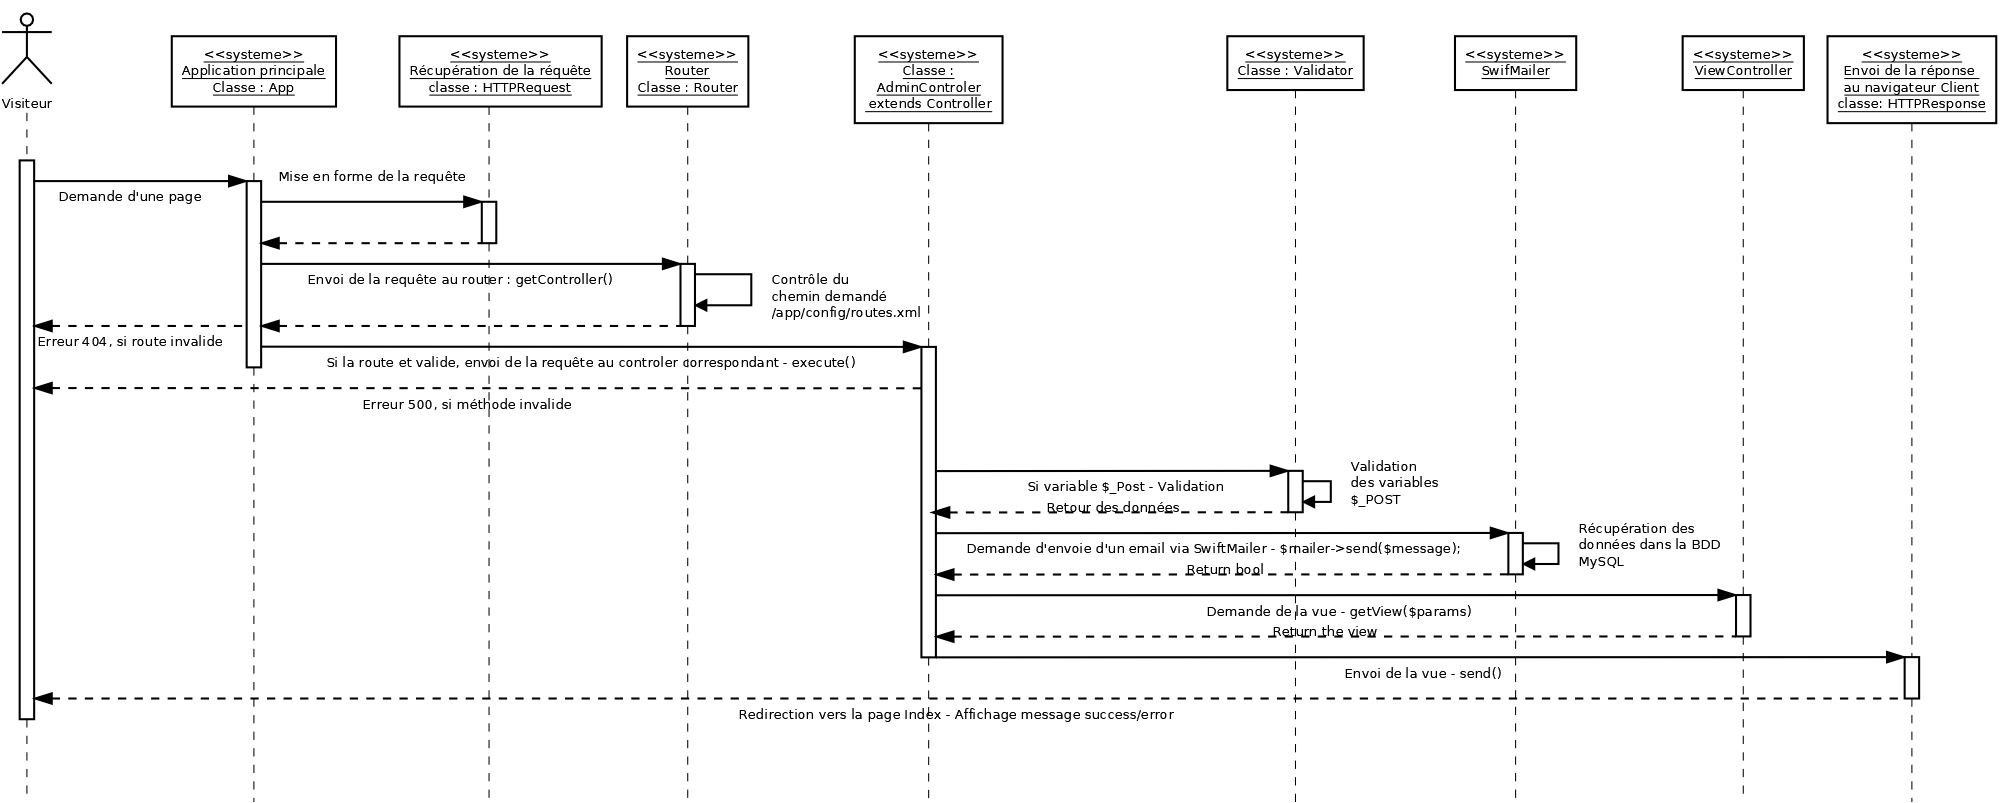 Visiteur
<<systeme>>
Application principale
Classe : App
<<systeme>>
Récupération de la réquête
classe : HTTPRequest
<<systeme>>
Router
Classe : Router
<<systeme>>
Classe :
AdminControler
extends Controller
<<systeme>>
Classe : Validator
<<systeme>>
SwifMailer
<<systeme>>
ViewController
<<systeme>>
Envoi de la réponse
au navigateur Client
classe: HTTPResponse
Demande d'une page
Mise en forme de la requête
Envoi de la requête au router : getController()
Contrôle du
chemin demandé
/app/config/routes.xml
Erreur 404, si route invalide
Si la route et valide, envoi de la requête au controler correspondant - execute()
Erreur 500, si méthode invalide
Si variable $_Post - Validation
Validation
des variables
$_POST
Retour des données
Demande d'envoie d'un email via SwiftMailer - $mailer->send($message);
Récupération des
données dans la BDD
MySQL
Return bool
Demande de la vue - getView($params)
Return the view
Envoi de la vue - send()
Redirection vers la page Index - Affichage message success/error